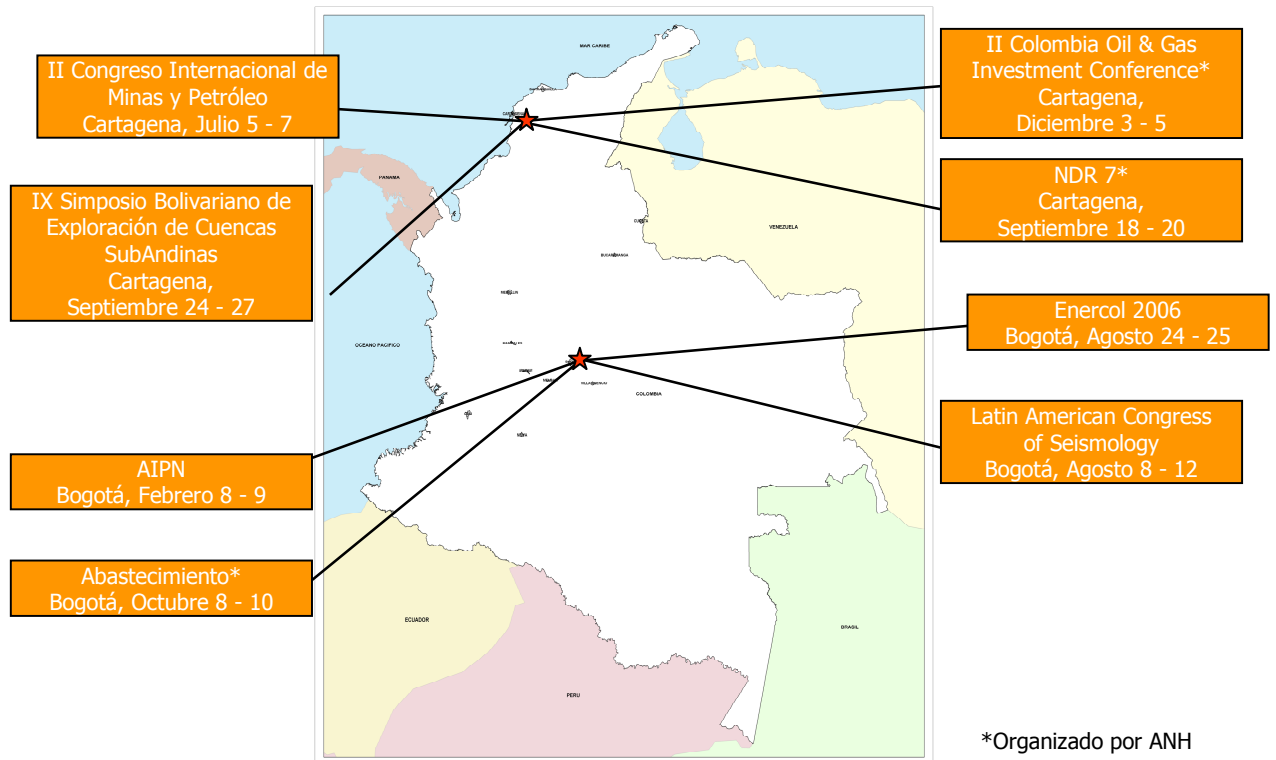 II Congreso Internacional de
Minas y Petróleo
Cartagena, Julio 5 - 7
IX Simposio Bolivariano de
Exploración de Cuencas
SubAndinas
Cartagena,
Septiembre 24 - 27
AIPN
Bogotá, Febrero 8 - 9
Abastecimiento*
Bogotá, Octubre 8 - 10
MAR CARIBE
PANAMA
VENEZUELA
BUCARAMANGA
OCEANO PACIFICO
COLOMBIA
ECUADOR
BRASIL
PERU
II Colombia Oil & Gas
Investment Conference*
Cartagena,
Diciembre 3 - 5
NDR 7*
Cartagena,
Septiembre 18 - 20
Enercol 2006
Bogotá, Agosto 24 - 25
Latin American Congress
of Seismology
Bogotá, Agosto 8 - 12
*Organizado por ANH